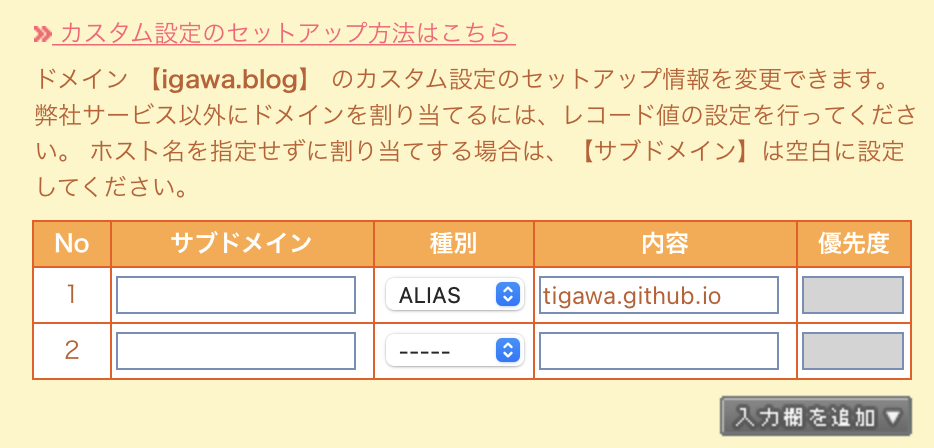 カスタム設定のセットアップ方法はこちら
ドメイン 【igawa.blog】 のカスタム設定のセットアップ情報を変更できます。
弊社サービス以外にドメインを割り当てるには、レコード値の設定を行ってくださ
い。 ホスト名を指定せずに割り当てする場合は、【サブドメイン】は空白に設定
してください。
No サブドメイン 種別 内容 優先度
1 ALIAS tigawa.github.io
2 -----
入力欄を追加▼